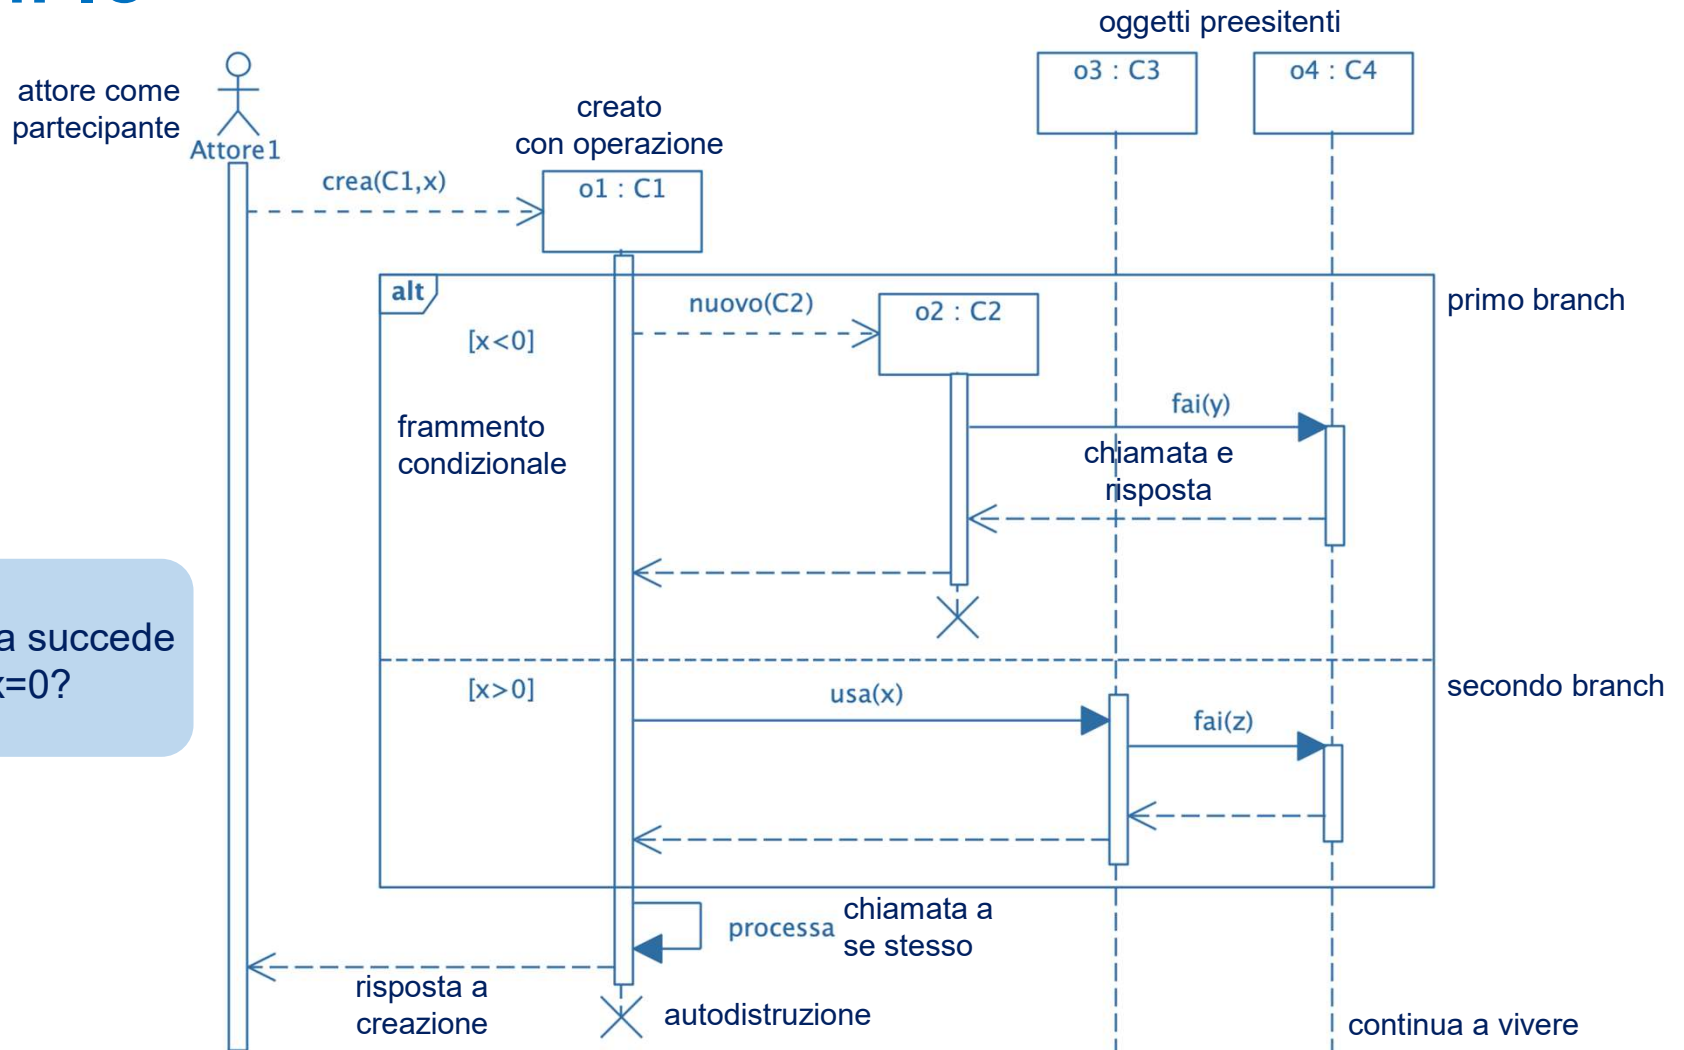 oggetti preesitenti
o3 : C3
o4 : C4
attore come
partecipante
Attore1
creato
con operazione
crea(C1,x)
o1 : C1
alt
nuovo(C2)
o2 : C2
primo branch
[x<0]
fai(y)
frammento
condizionale
chiamata e
risposta
a succede
x=0?
[x>0]
usa(x)
secondo branch
fai(z)
processa
chiamata a
se stesso
risposta a
creazione
autodistruzione
continua a vivere